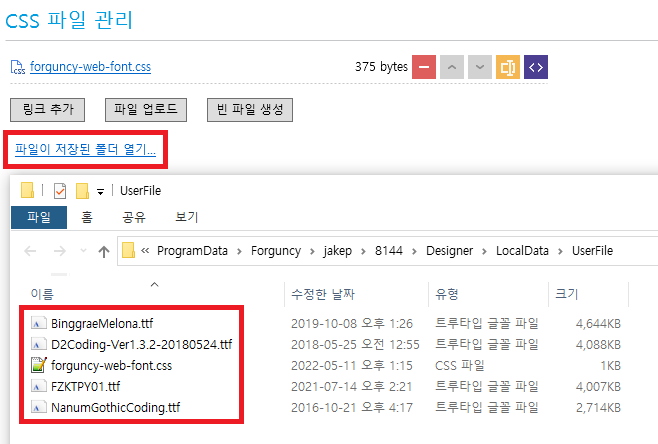 CSS 파일 관리
css forguncy-web-font.css 375 bytes
링크 추가 파일 업로드 빈 파일 생성
파일이 저장된 폴더 열기...
UserFile
파일 홈 공유 보기
« ProgramData > Forguncy > jakep > 8144 > Designer > LocalData > UserFile
이름 수정한 날짜 유형 크기
BinggraeMelona.ttf 2019-10-08 오후 1:26 트루타입 글꼴 파일 4,644KB
D2Coding-Ver1.3.2-20180524.ttf 2018-05-25 오전 12:55 트루타입 글꼴 파일 4,088KB
forguncy-web-font.css 2022-05-11 오후 1:15 CSS 파일 1KB
FZKTPY01.ttf 2021-07-14 오후 2:21 트루타입 글꼴 파일 4,007KB
NanumGothicCoding.ttf 2016-10-21 오후 4:17 트루타입 글꼴 파일 2,714KB